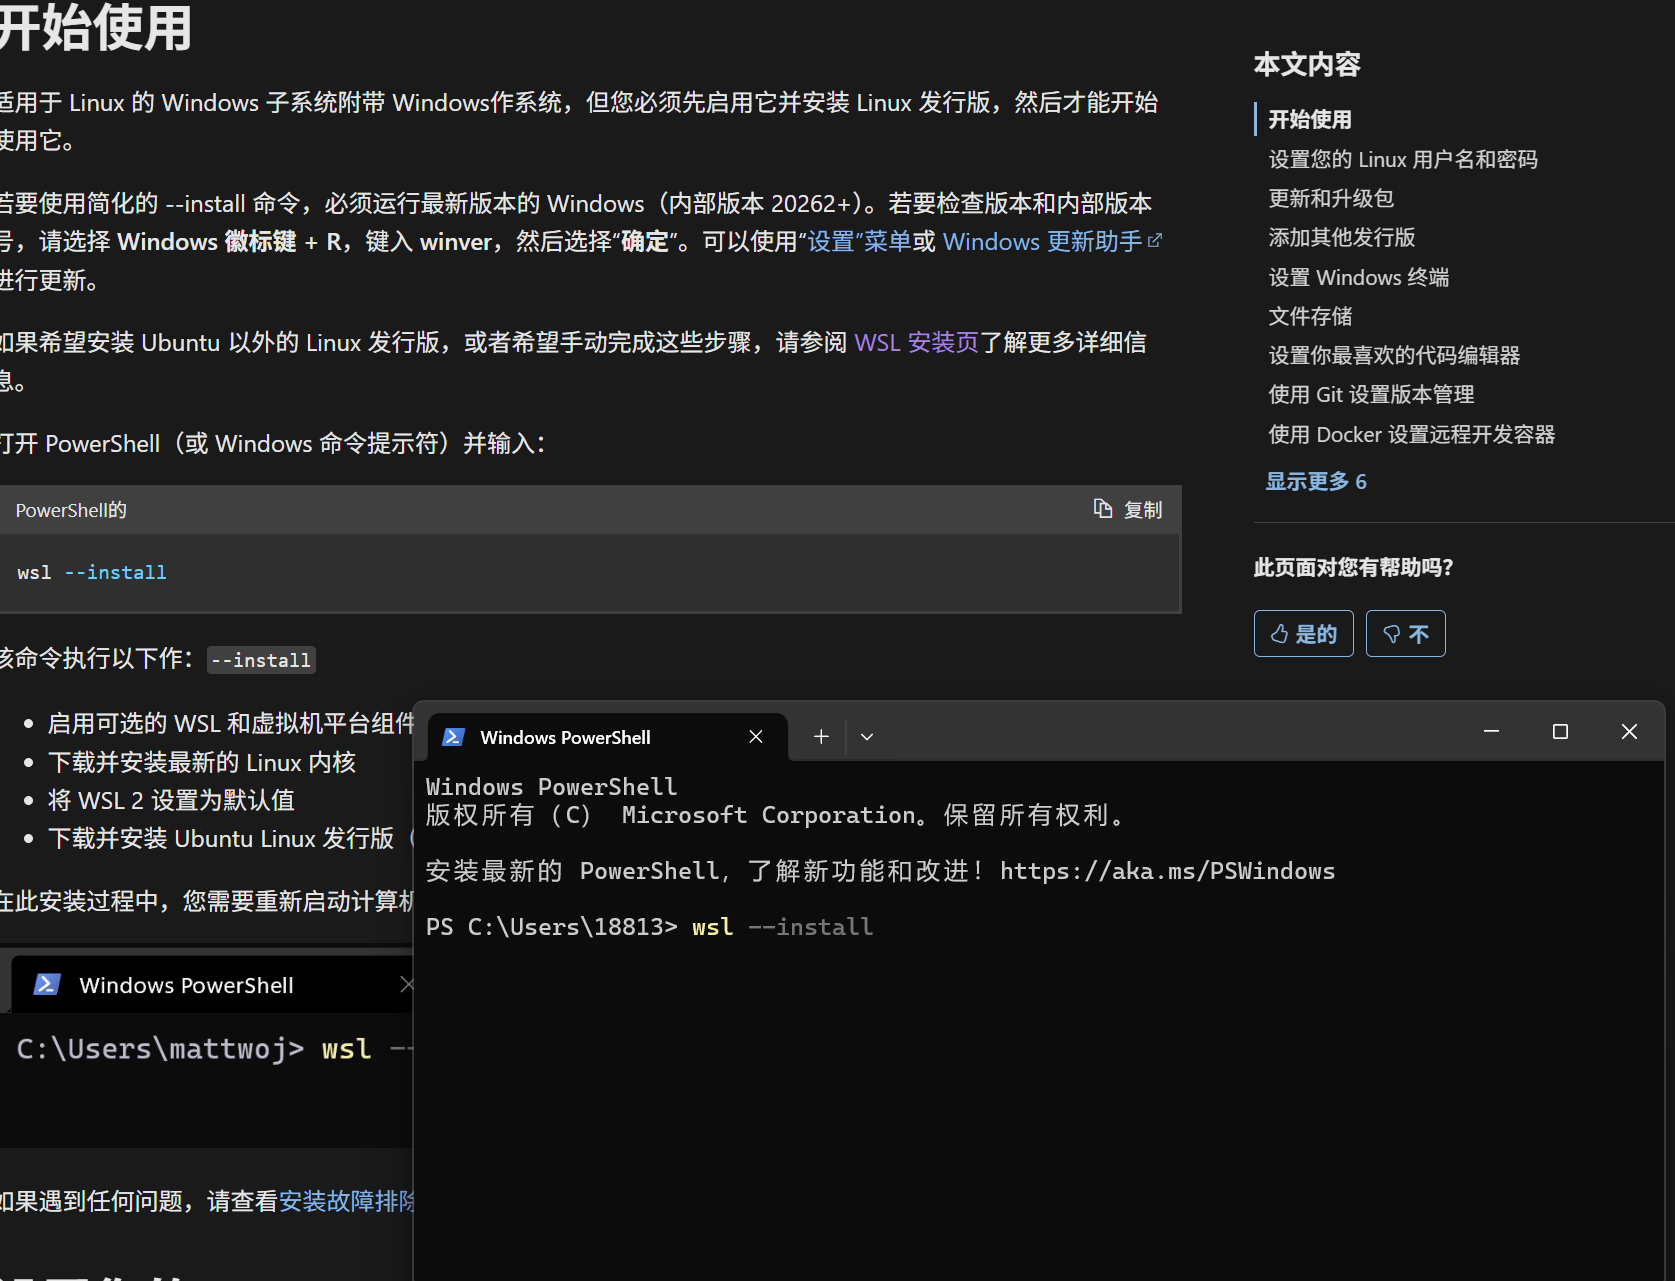 开始使用
适用于 Linux 的 Windows 子系统附带 Windows作系统，但您必须先启用它并安装 Linux 发行版，然后才能开始
使用它。
若要使用简化的 --install 命令，必须运行最新版本的 Windows（内部版本 20262+）。若要检查版本和内部版本
号，请选择 Windows 徽标键 + R，键入 winver，然后选择“确定”。可以使用“设置”菜单或 Windows 更新助手
进行更新。
如果希望安装 Ubuntu 以外的 Linux 发行版，或者希望手动完成这些步骤，请参阅 WSL 安装页了解更多详细信
息。
打开 PowerShell（或 Windows 命令提示符）并输入：
PowerShell的
复制
wsl --install
该命令执行以下作： --install
启用可选的 WSL 和虚拟机平台组件
下载并安装最新的 Linux 内核
将 WSL 2 设置为默认值
下载并安装 Ubuntu Linux 发行版（
在此安装过程中，您需要重新启动计算机
Windows PowerShell
C:\Users\mattwoj> wsl --
如果遇到任何问题，请查看安装故障排除
本文内容
开始使用
设置您的 Linux 用户名和密码
更新和升级包
添加其他发行版
设置 Windows 终端
文件存储
设置你最喜欢的代码编辑器
使用 Git 设置版本管理
使用 Docker 设置远程开发容器
显示更多 6
此页面对您有帮助吗?
是的
不
Windows PowerShell
Windows PowerShell
版权所有（C） Microsoft Corporation。保留所有权利。
安装最新的 PowerShell，了解新功能和改进！https://aka.ms/PSWindows
PS C:\Users\18813> wsl --install